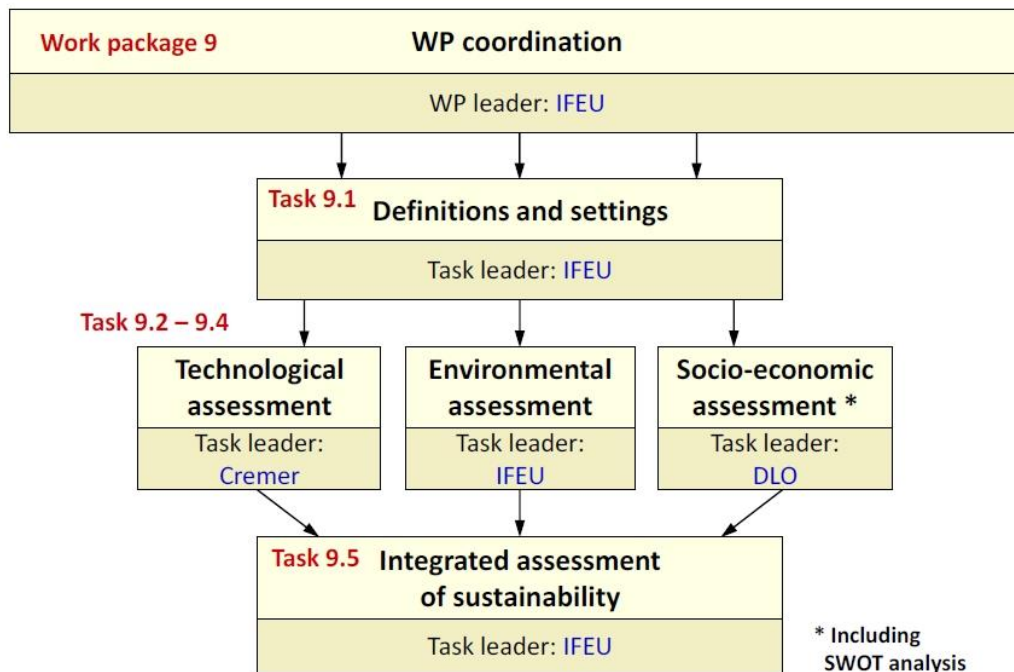 Work package 9 WP coordination
WP leader: IFEU
Task 9.1 Definitions and settings
Task leader: IFEU
Task 9.2 – 9.4
Technological
assessment
Task leader:
Cremer
Environmental
assessment
Task leader:
IFEU
Socio-economic
assessment *
Task leader:
DLO
Task 9.5 Integrated assessment
of sustainability
Task leader: IFEU
* Including
SWOT analysis